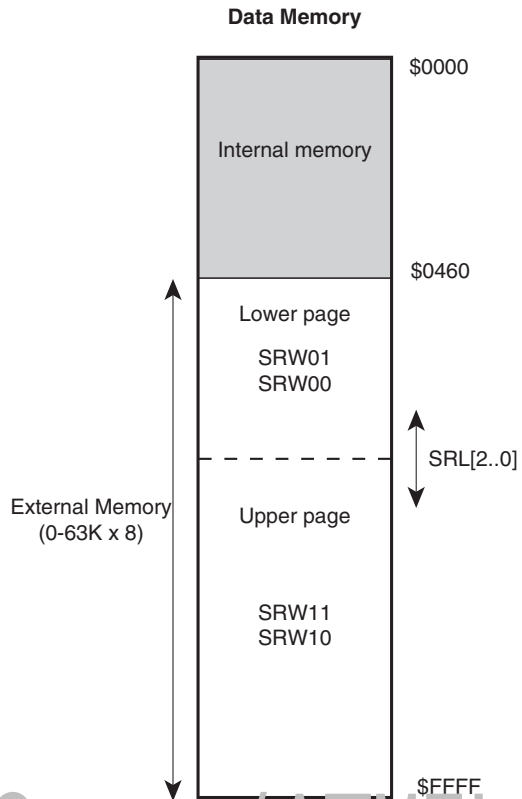 Data Memory
$0000
Internal memory
$0460
Lower page
SRW01
SRW00
SRL[2..0]
External Memory
(0-63K x 8)
Upper page
SRW11
SRW10
$FFFF